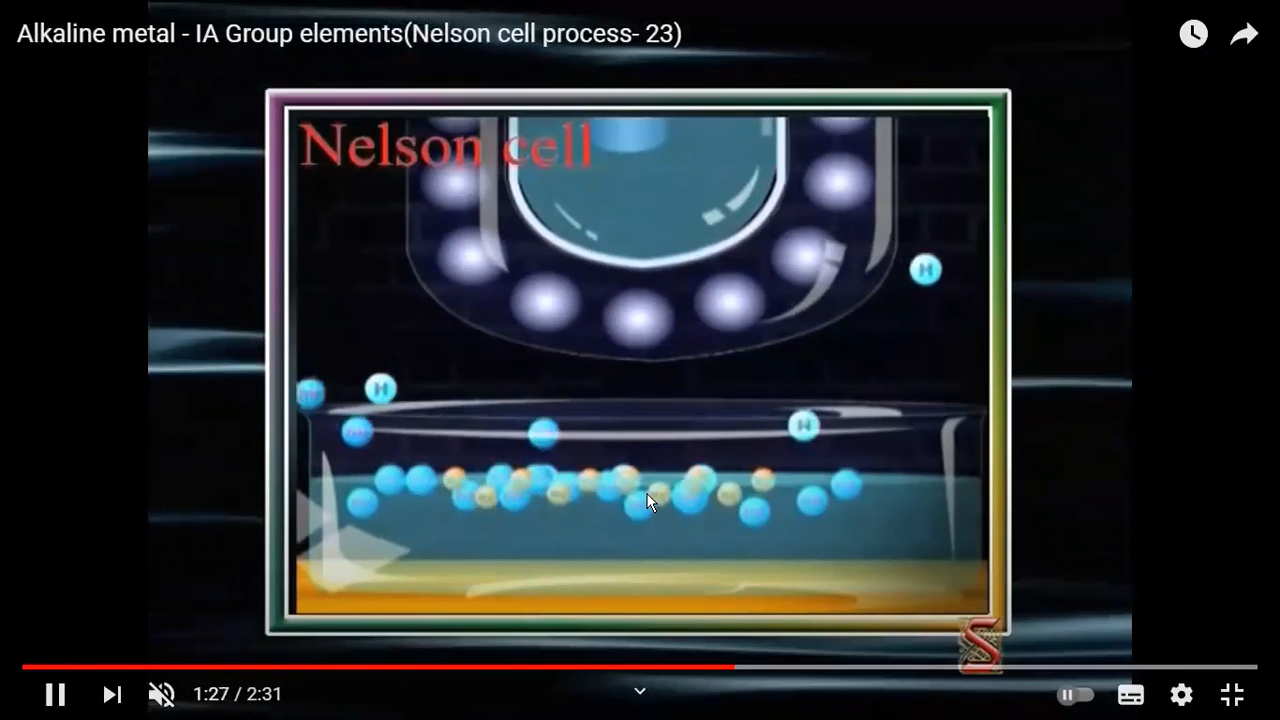 Alkaline metal - IA Group elements(Nelson cell process- 23)
Nelson cell
H
H
H
S
1:27 / 2:31